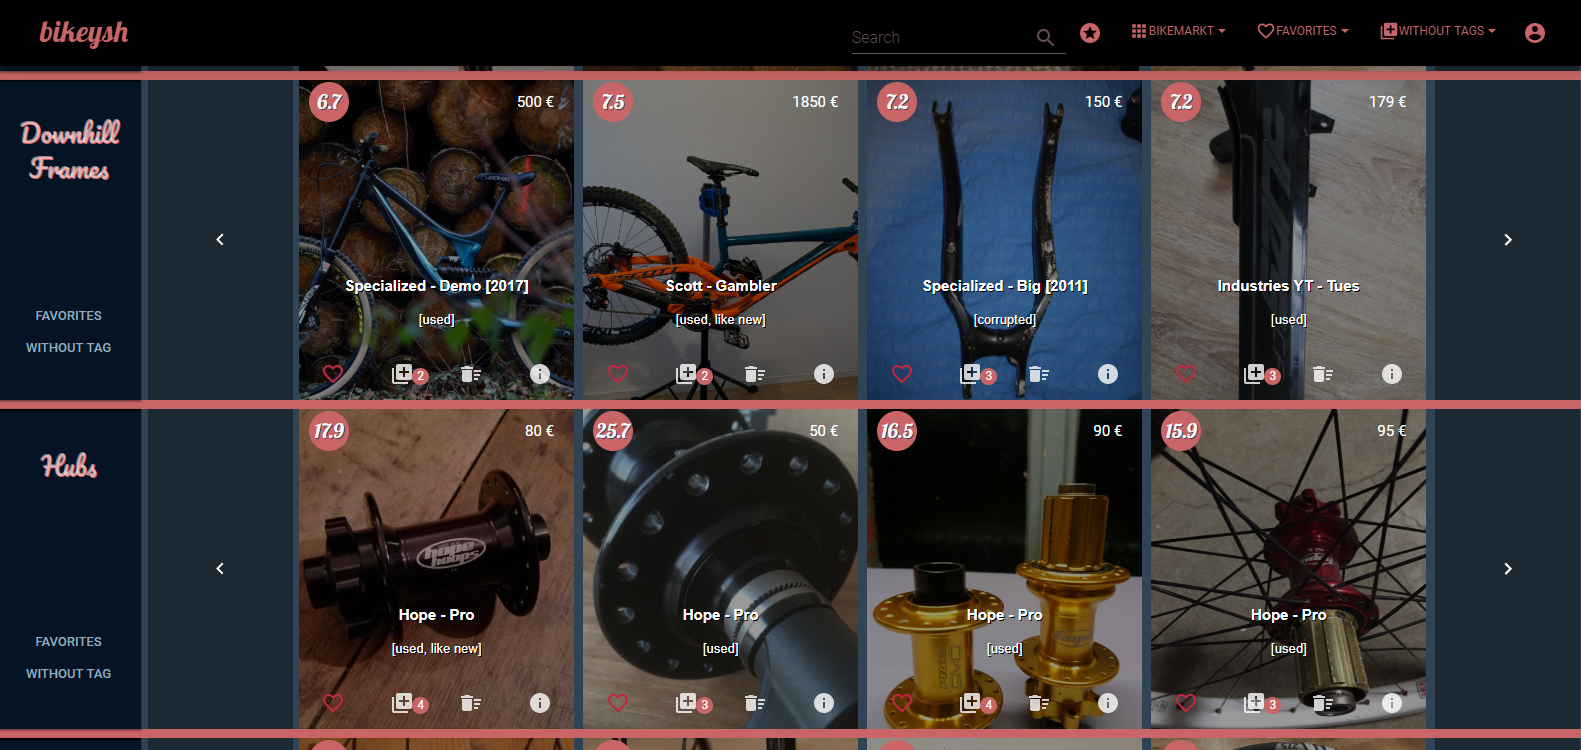 bikeysh
Search
BIKEMARKT
FAVORITES
WITHOUT TAGS
Downhill
Frames
FAVORITES
WITHOUT TAG
6.7
500 €
Specialized - Demo [2017]
[used]
2
7.5
1850 €
Scott - Gambler
[used, like new]
2
7.2
150 €
Specialized - Big [2011]
[corrupted]
3
7.2
179 €
Industries YT - Tues
[used]
3
Hubs
FAVORITES
WITHOUT TAG
17.9
80 €
hope
hoops
Hope - Pro
[used, like new]
4
25.7
50 €
Hope - Pro
[used]
3
16.5
90 €
Hope - Pro
[used]
4
15.9
95 €
Hope - Pro
[used]
3